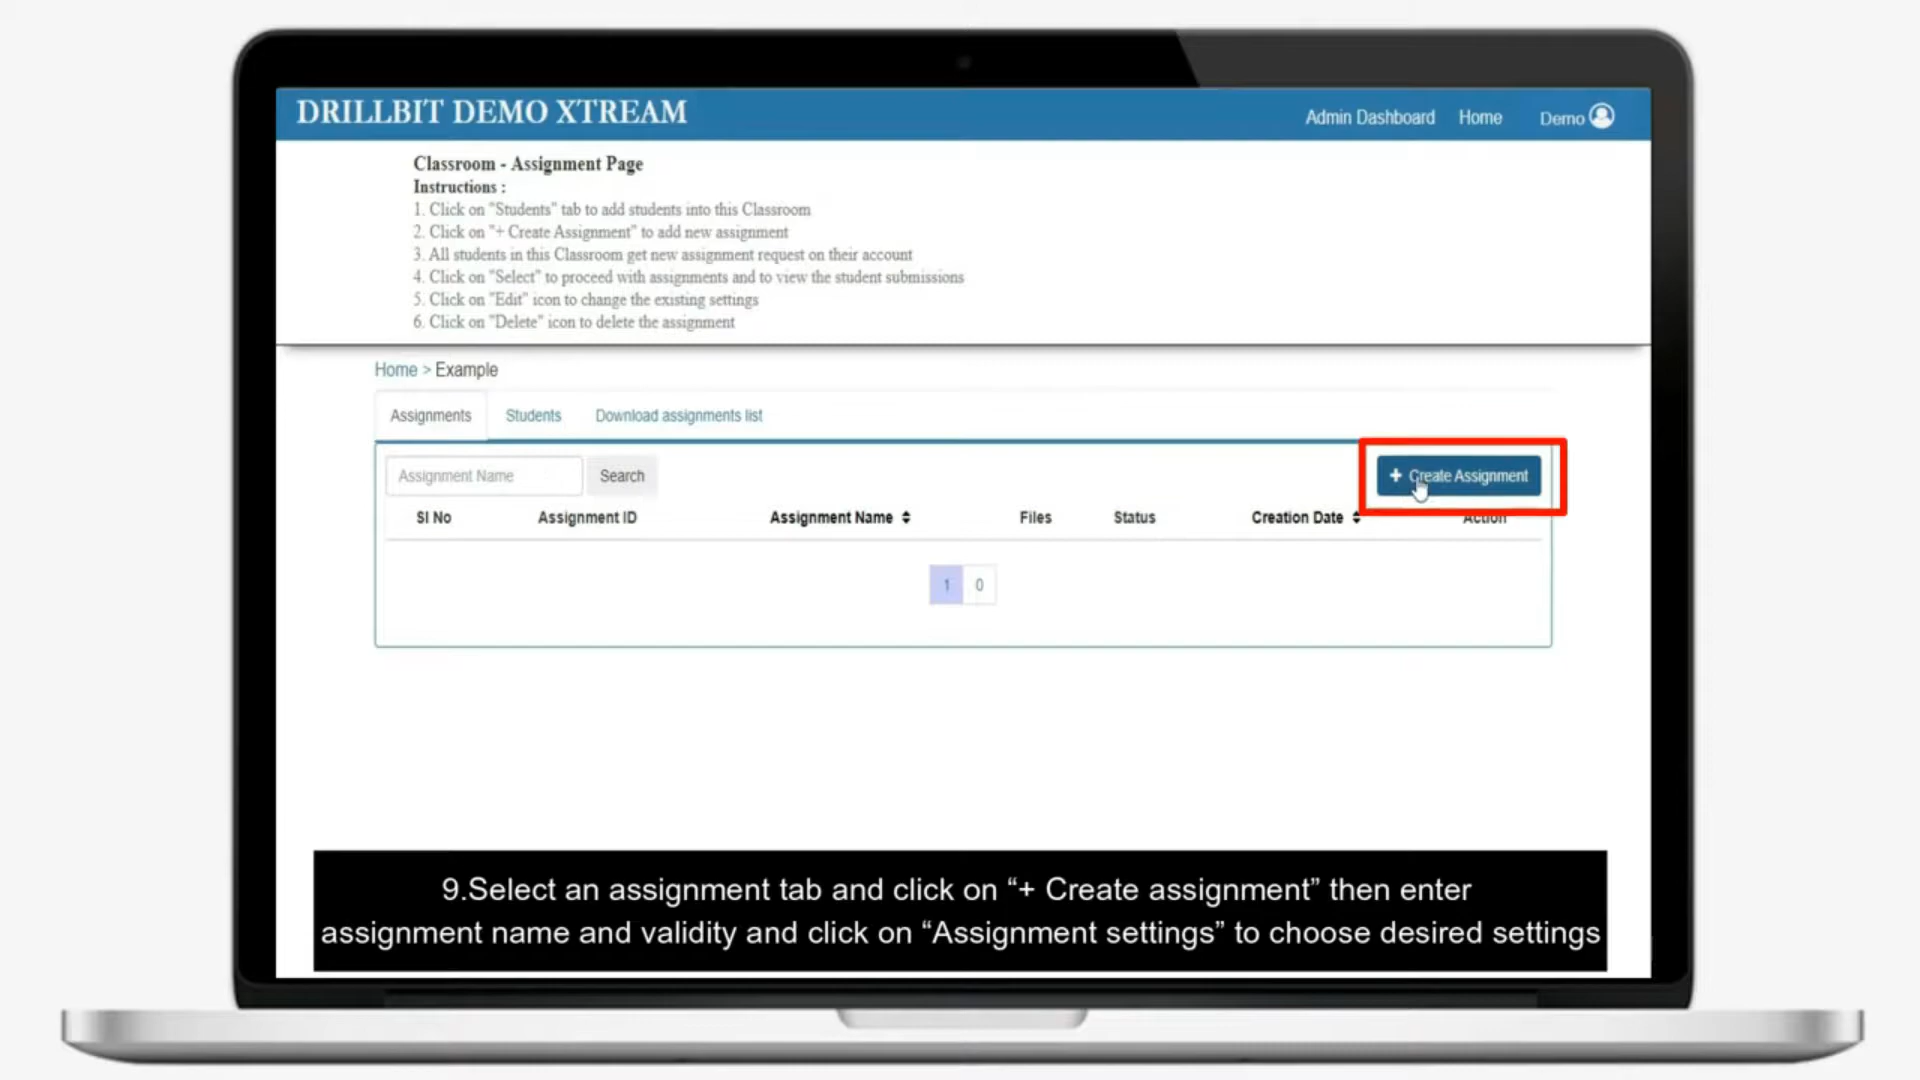 DRILLBIT DEMO XTREAM
Admin Dashboard Home Demo
Classroom - Assignment Page
Instructions :
1. Click on "Students" tab to add students into this Classroom
2. Click on "+ Create Assignment" to add new assignment
3. All students in this Classroom get new assignment request on their account
4. Click on "Select" to proceed with assignments and to view the student submissions
5. Click on "Edit" icon to change the existing settings
6. Click on "Delete" icon to delete the assignment
Home > Example
Assignments Students Download assignments list
Assignment Name Search + Create Assignment
Sl No Assignment ID Assignment Name Files Status Creation Date Action
1 0
9.Select an assignment tab and click on “+ Create assignment” then enter
assignment name and validity and click on “Assignment settings” to choose desired settings